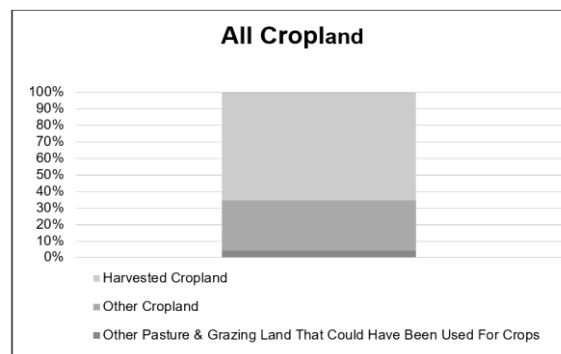 All Cropland
100%
90%
80%
70%
60%
50%
40%
30%
20%
10%
0%
Harvested Cropland
Other Cropland
Other Pasture & Grazing Land That Could Have Been Used For Crops